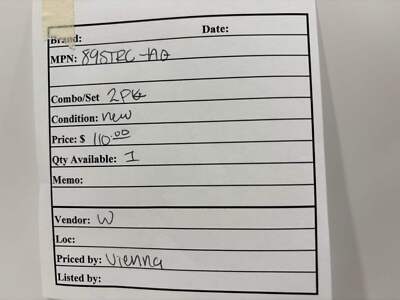 Brand: Date:
MPN: 895TRC-HQ
Combo/Set 2PK
Condition: new
Price: $ 110.00
Qty Available: 1
Memo:
Vendor: W
Loc:
Priced by: Vienna
Listed by: